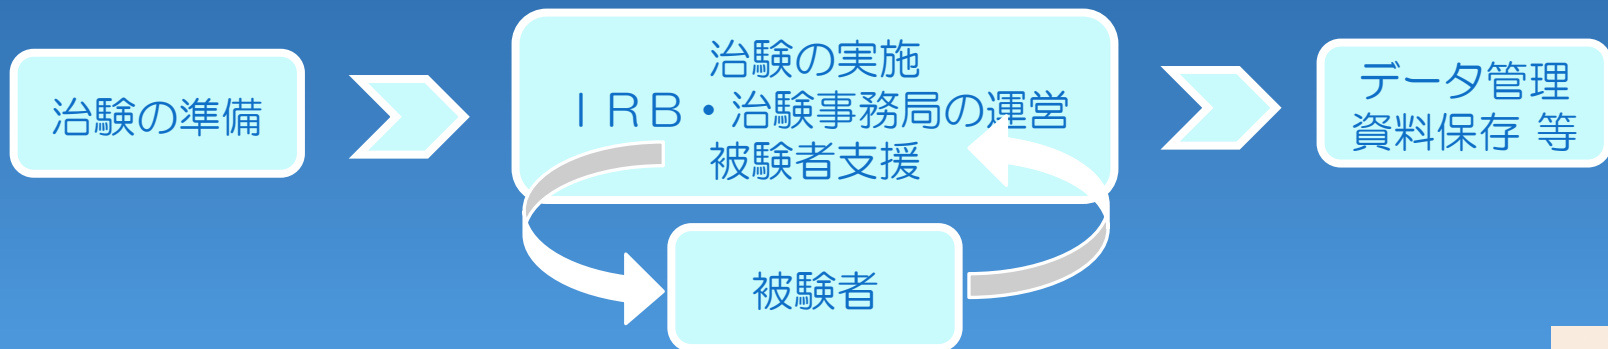 治験の準備
治験の実施
ＩＲＢ・治験事務局の運営
被験者支援
データ管理
資料保存 等
被験者